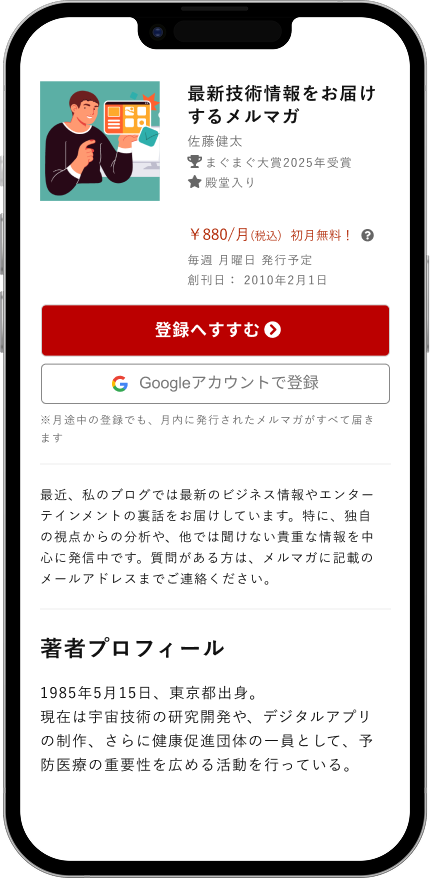 最新技術情報をお届け
するメルマガ
佐藤健太
まぐまぐ大賞2025年受賞
殿堂入り
￥880/月(税込) 初月無料！
毎週 月曜日 発行予定
創刊日： 2010年2月1日
登録へすすむ
Googleアカウントで登録
※月途中の登録でも、月内に発行されたメルマガがすべて届き
ます
最近、私のブログでは最新のビジネス情報やエンター
テインメントの裏話をお届けしています。特に、独自
の視点からの分析や、他では聞けない貴重な情報を中
心に発信中です。質問がある方は、メルマガに記載の
メールアドレスまでご連絡ください。
著者プロフィール
1985年5月15日、東京都出身。
現在は宇宙技術の研究開発や、デジタルアプリ
の制作、さらに健康促進団体の一員として、予
防医療の重要性を広める活動を行っている。